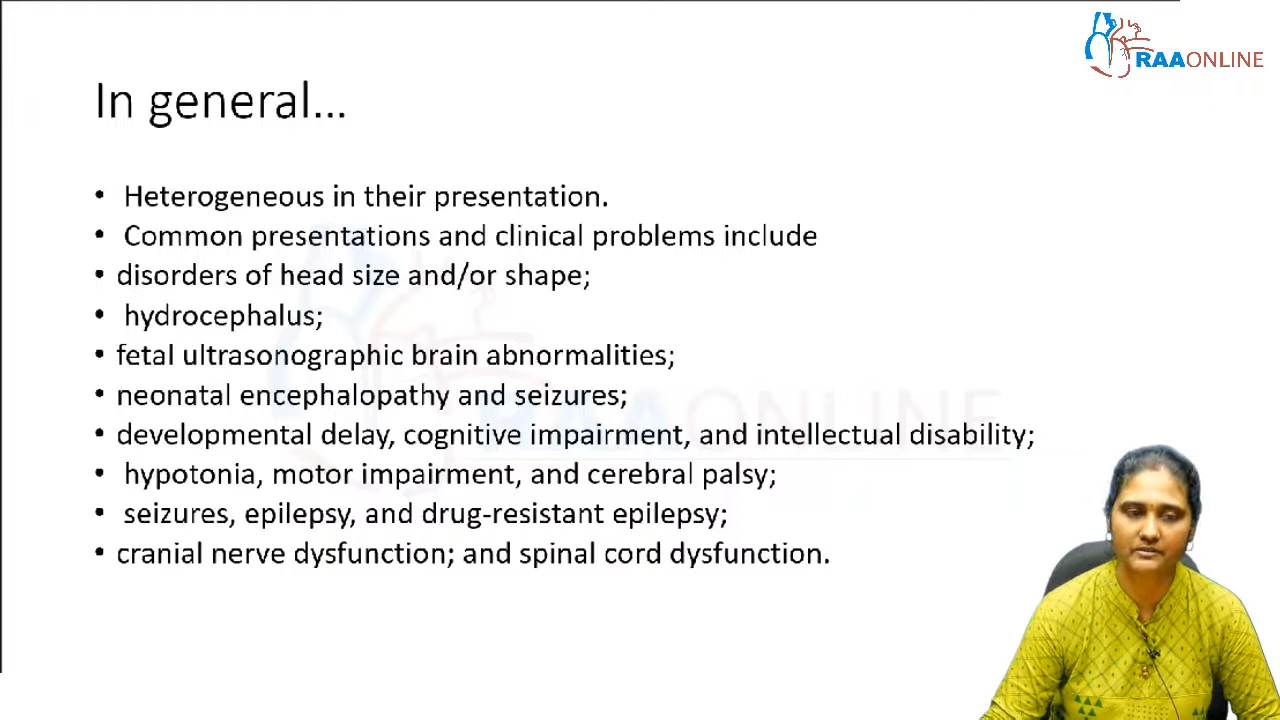 RAAONLINE
In general...
• Heterogeneous in their presentation.
• Common presentations and clinical problems include
• disorders of head size and/or shape;
• hydrocephalus;
• fetal ultrasonographic brain abnormalities;
• neonatal encephalopathy and seizures;
• developmental delay, cognitive impairment, and intellectual disability;
• hypotonia, motor impairment, and cerebral palsy;
• seizures, epilepsy, and drug-resistant epilepsy;
• cranial nerve dysfunction; and spinal cord dysfunction.
RAAONLINE